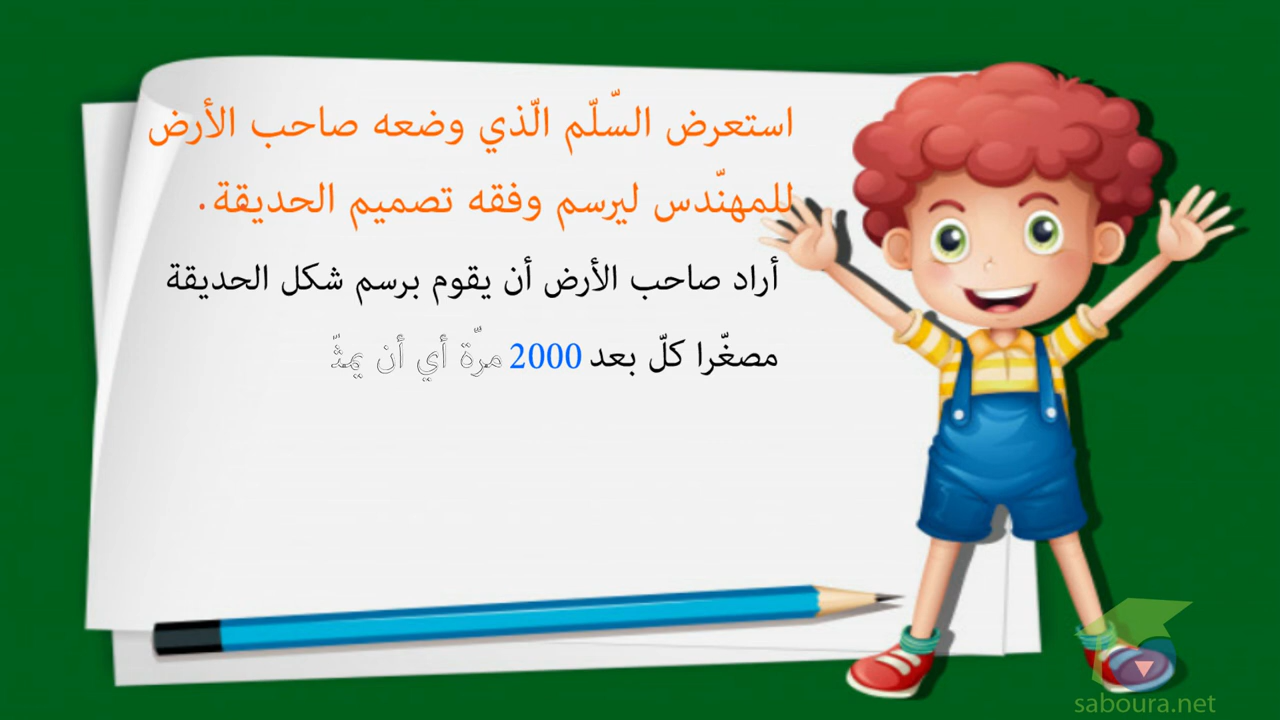 استعرض السّلّم الّذي وضعه صاحب الأرض
للمهنّدس ليرسم وفقه تصميم الحديقة.
أراد صاحب الأرض أن يقوم برسم شكل الحديقة
مصغّرا كلّ بعد 2000 مرّة أي أن يمثّ
saboura.net